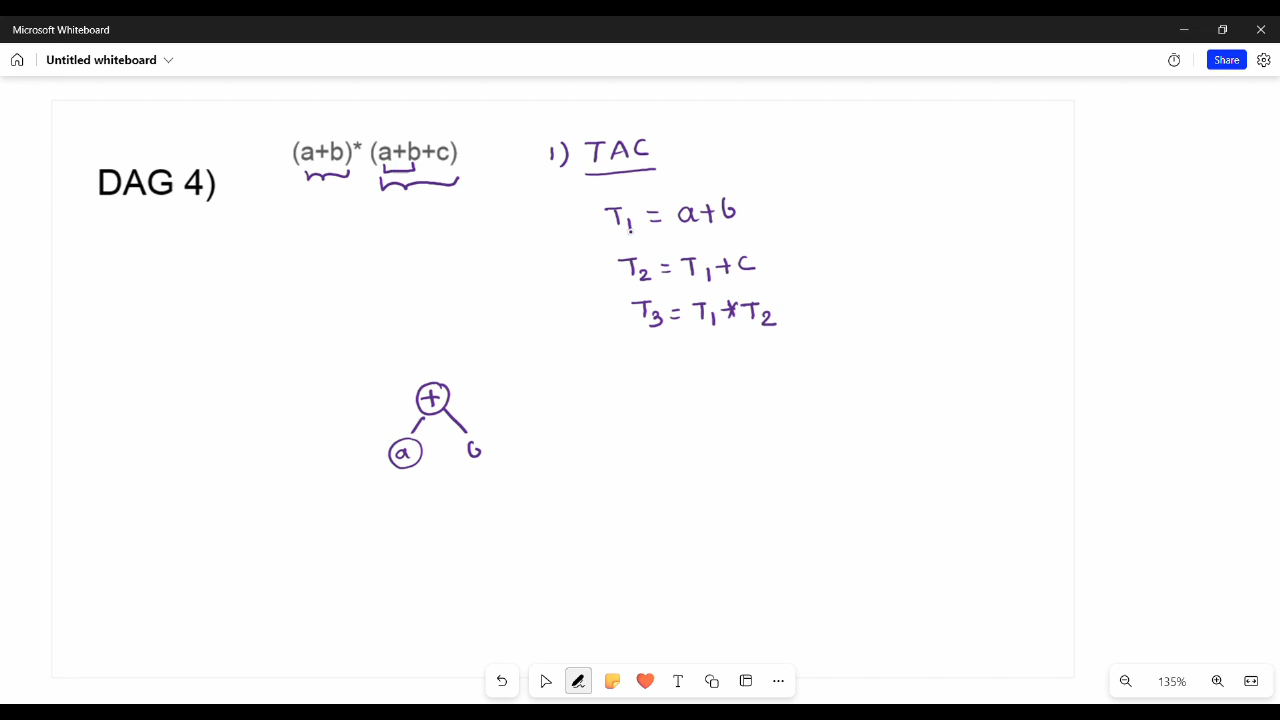 Microsoft Whiteboard
Untitled whiteboard
Share
DAG 4)
(a+b)* (a+b+c)
1) TAC
T1 = a+b
T2 = T1+c
T3 = T1*T2
+
a b
T
135%